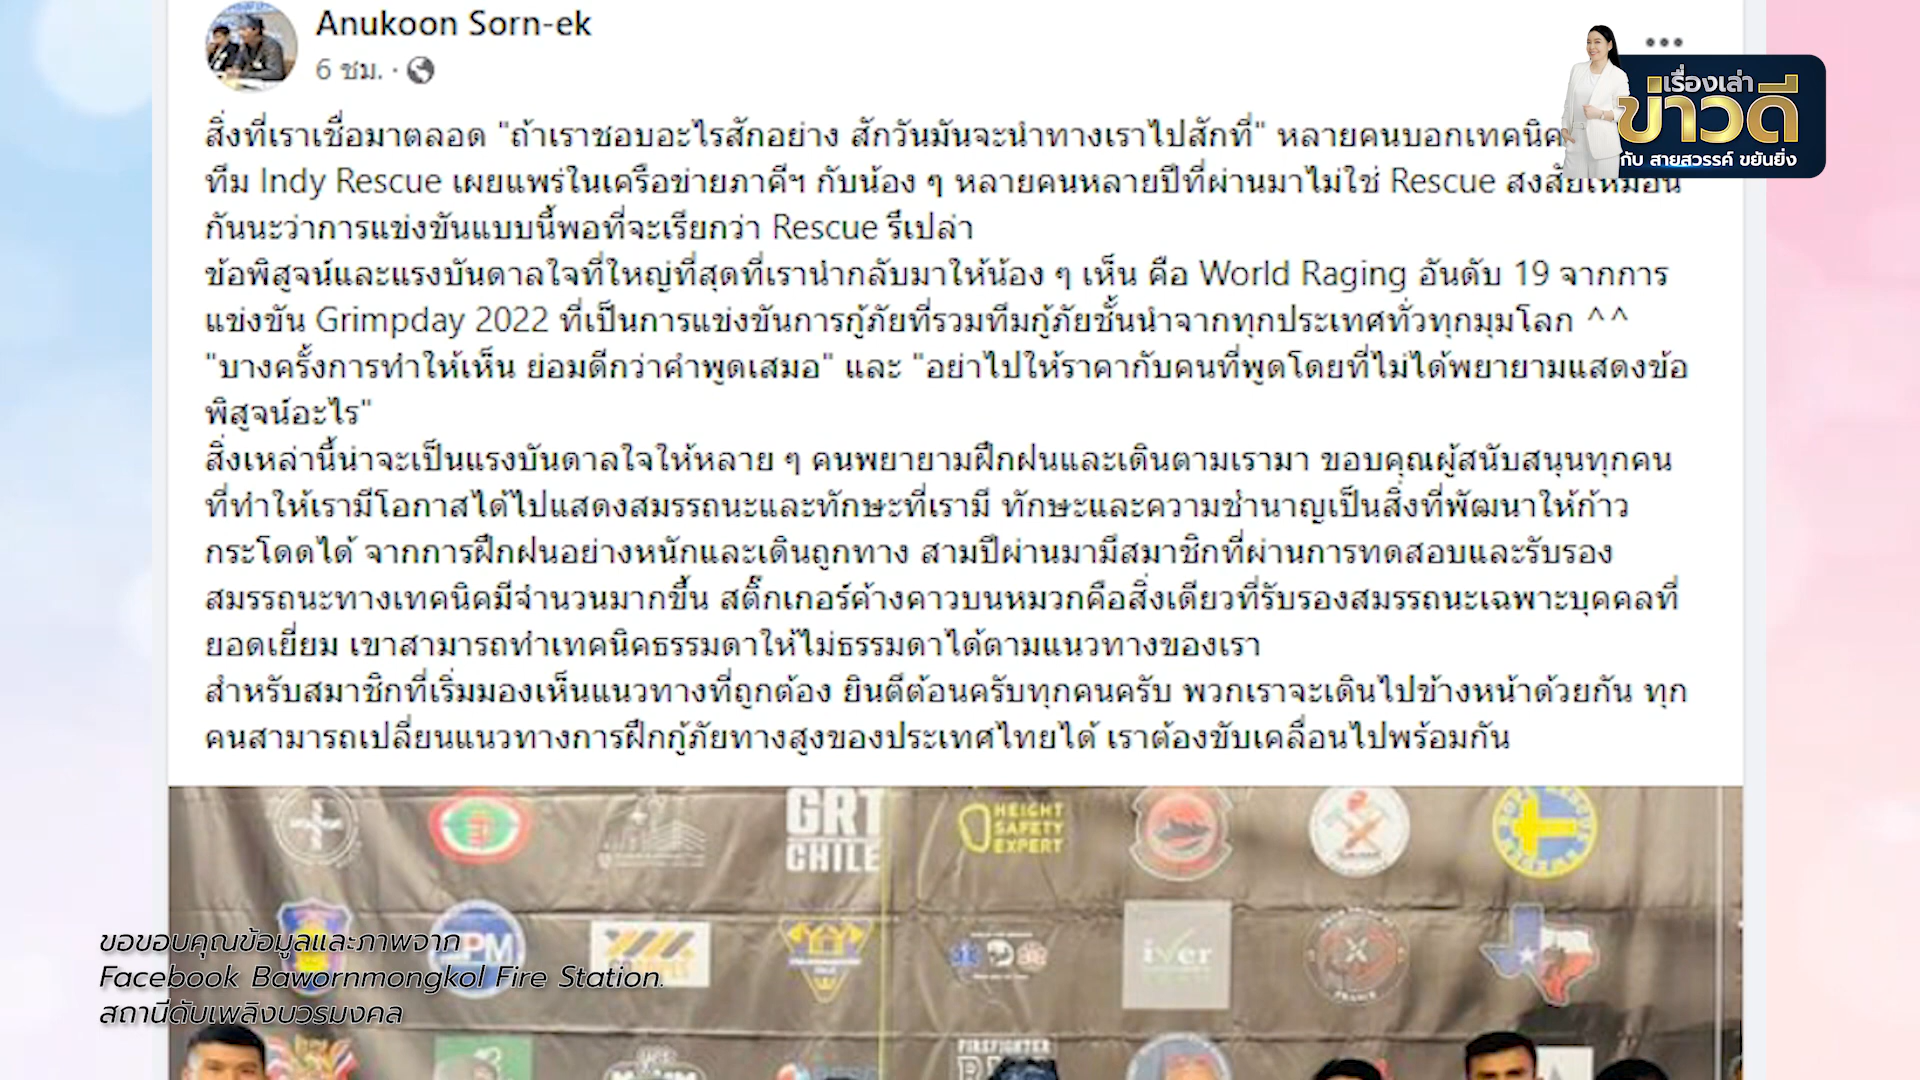 Anukoon Sorn-ek
6 ชม. ·
เรื่องเล่า
ข่าวดี
กับ สายสวรรค์ ขยันยิ่ง
สิ่งที่เราเชื่อมาตลอด "ถ้าเราชอบอะไรสักอย่าง สักวันมันจะนำทางเราไปสักที่" หลายคนบอกเทคนิค
ทีม Indy Rescue เผยแพร่ในเครือข่ายภาคีฯ กับน้อง ๆ หลายคนหลายปีที่ผ่านมาไม่ใช่ Rescue สงสัยเหมือน
กันนะว่าการแข่งขันแบบนี้พอที่จะเรียกว่า Rescue รึเปล่า
ข้อพิสูจน์และแรงบันดาลใจที่ใหญ่ที่สุดที่เรานำกลับมาให้น้อง ๆ เห็น คือ World Raging อันดับ 19 จากการ
แข่งขัน Grimpday 2022 ที่เป็นการแข่งขันการกู้ภัยที่รวมทีมกู้ภัยชั้นนำจากทุกประเทศทั่วทุกมุมโลก ^^
"บางครั้งการทำให้เห็น ย่อมดีกว่าคำพูดเสมอ" และ "อย่าไปให้ราคากับคนที่พูดโดยที่ไม่ได้พยายามแสดงข้อ
พิสูจน์อะไร"
สิ่งเหล่านี้น่าจะเป็นแรงบันดาลใจให้หลาย ๆ คนพยายามฝึกฝนและเดินตามเรามา ขอบคุณผู้สนับสนุนทุกคน
ที่ทำให้เรามีโอกาสได้ไปแสดงสมรรถนะและทักษะที่เรามี ทักษะและความชำนาญเป็นสิ่งที่พัฒนาให้ก้าว
กระโดดได้ จากการฝึกฝนอย่างหนักและเดินถูกทาง สามปีผ่านมามีสมาชิกที่ผ่านการทดสอบและรับรอง
สมรรถนะทางเทคนิคมีจำนวนมากขึ้น สติ๊กเกอร์ค้างคาวบนหมวกคือสิ่งเดียวที่รับรองสมรรถนะเฉพาะบุคคลที่
ยอดเยี่ยม เขาสามารถทำเทคนิคธรรมดาให้ไม่ธรรมดาได้ตามแนวทางของเรา
สำหรับสมาชิกที่เริ่มมองเห็นแนวทางที่ถูกต้อง ยินดีต้อนครับทุกคนครับ พวกเราจะเดินไปข้างหน้าด้วยกัน ทุก
คนสามารถเปลี่ยนแนวทางการฝึกกู้ภัยทางสูงของประเทศไทยได้ เราต้องขับเคลื่อนไปพร้อมกัน
GRT
CHILE
HEIGHT
SAFETY
EXPERT
iver
FRANCE
FIREFIGHTER
ขอขอบคุณข้อมูลและภาพจาก
Facebook Bawornmongkol Fire Station.
สถานีดับเพลิงบวรมงคล